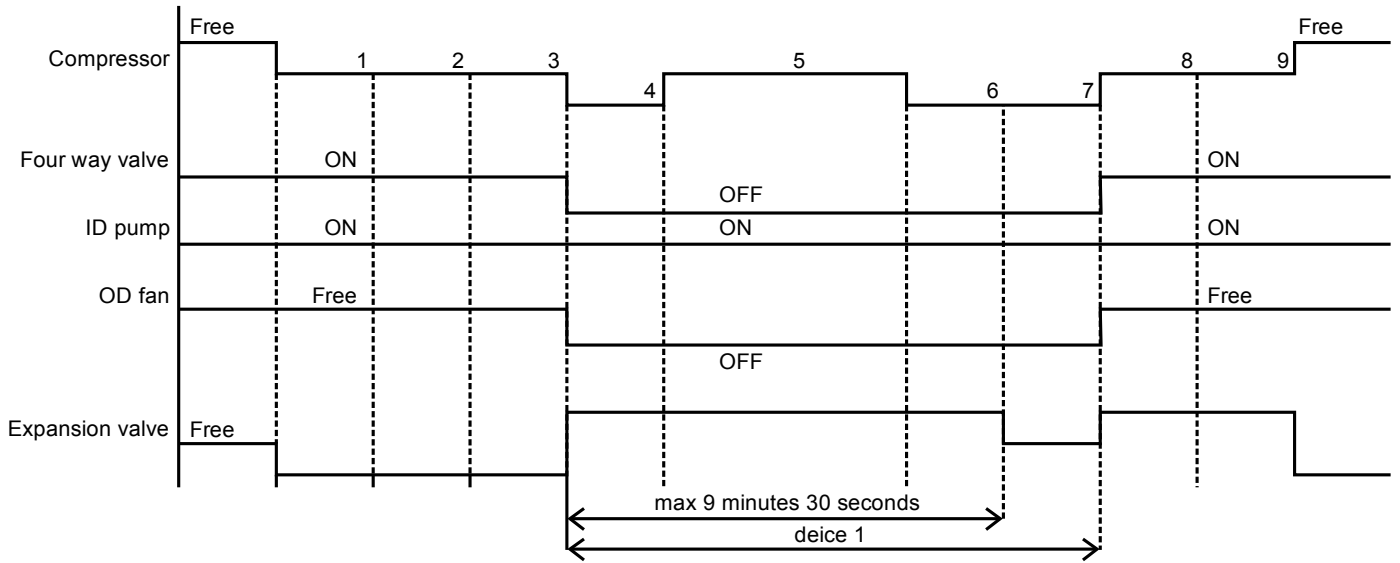 Free
Free
Compressor
1
2
3
4
5
6
7
8
9
Four way valve
ON
OFF
ON
ID pump
ON
ON
ON
OD fan
Free
OFF
Free
Expansion valve
Free
max 9 minutes 30 seconds
deice 1